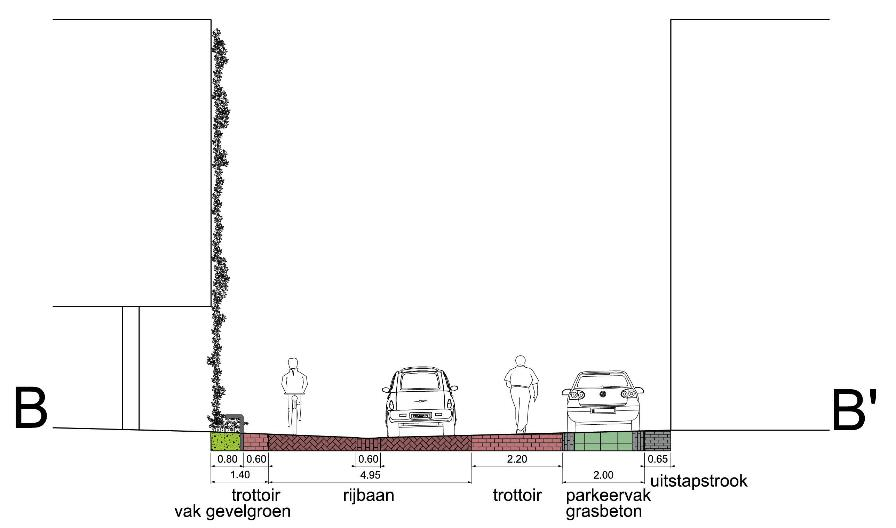 B
B'
0.80 0.60 0.60 2.20 0.65
1.40 4.95 2.00
uitstapstrook
trottoir rijbaan trottoir parkeervak
vak gevelgroen grasbeton